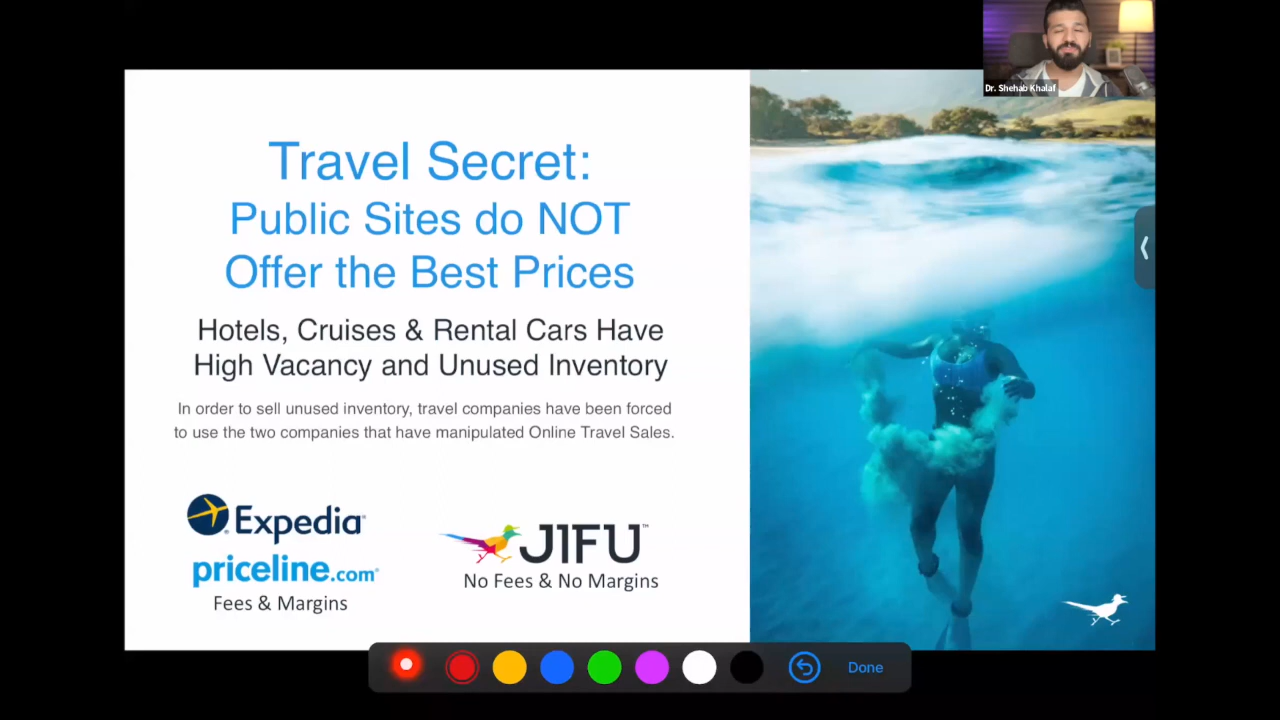 Dr. Shehab Khalaf
Travel Secret:
Public Sites do NOT
Offer the Best Prices
Hotels, Cruises & Rental Cars Have
High Vacancy and Unused Inventory
In order to sell unused inventory, travel companies have been forced
to use the two companies that have manipulated Online Travel Sales.
Expedia®
priceline.com®
Fees & Margins
JIFU™
No Fees & No Margins
Done